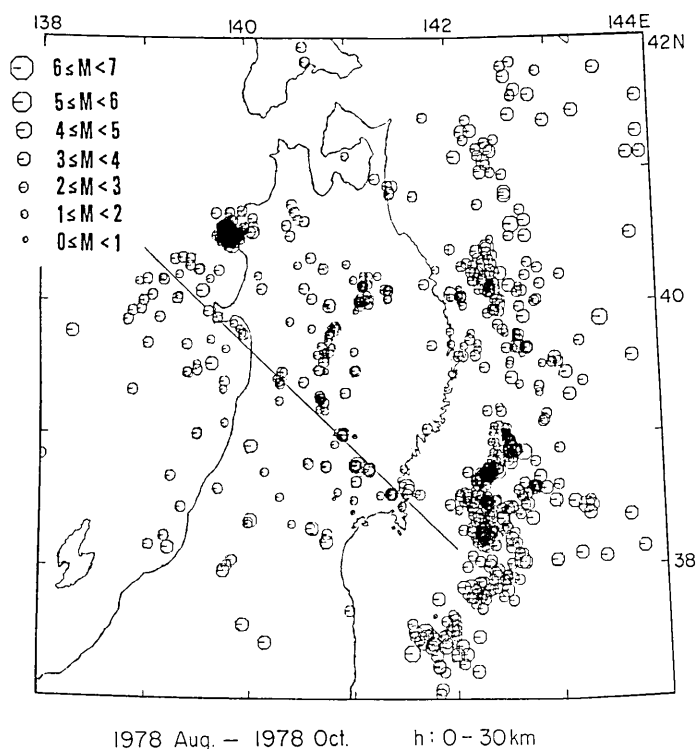 138 140 142 144E
42N
6≤M<7
5≤M<6
4≤M<5
3≤M<4
2≤M<3
1≤M<2
0≤M<1
40
38
1978 Aug. – 1978 Oct. h: 0–30km